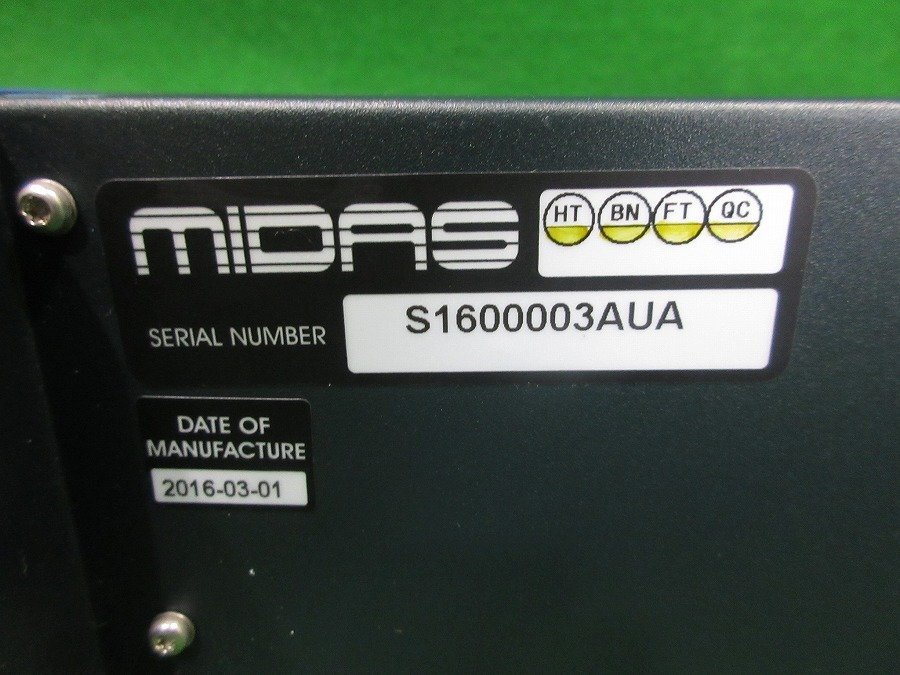 MIDAS
HT BN FT QC
SERIAL NUMBER S1600003AUA
DATE OF
MANUFACTURE
2016-03-01